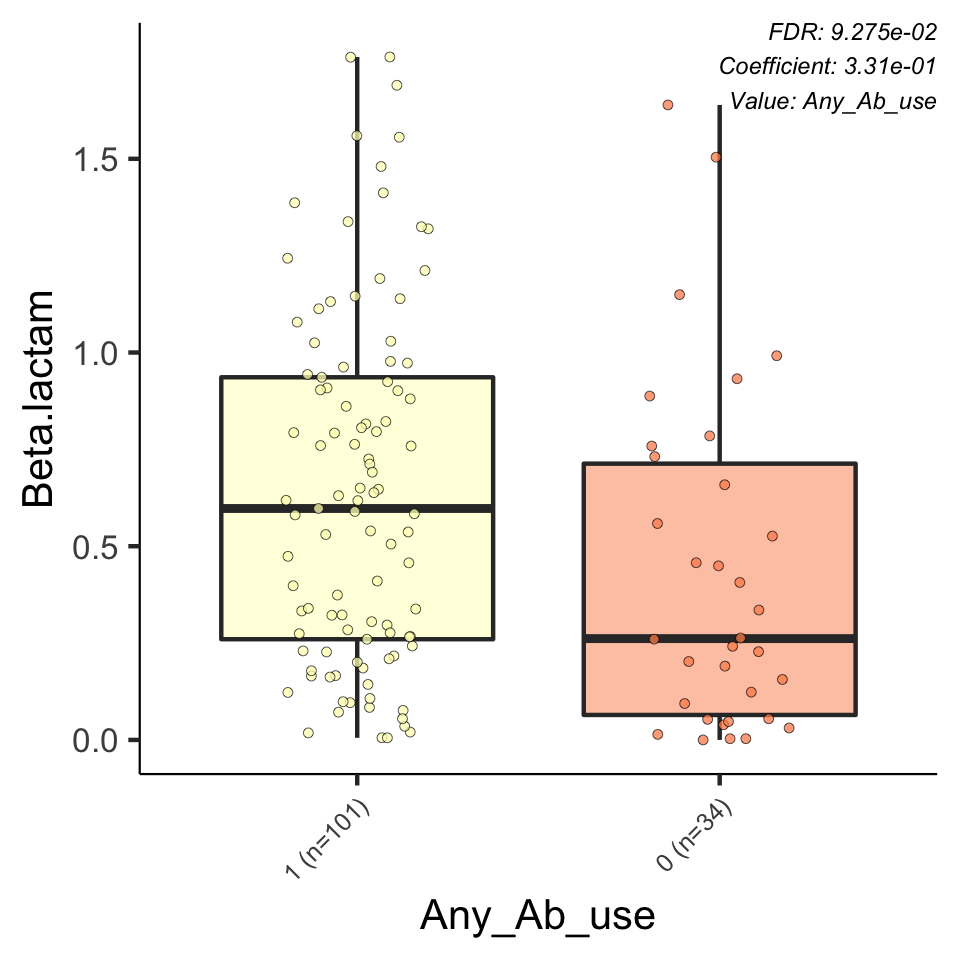 FDR: 9.275e-02
Coefficient: 3.31e-01
Value: Any_Ab_use
Beta.lactam
1.5
1.0
0.5
0.0
1 (n=101)
0 (n=34)
Any_Ab_use